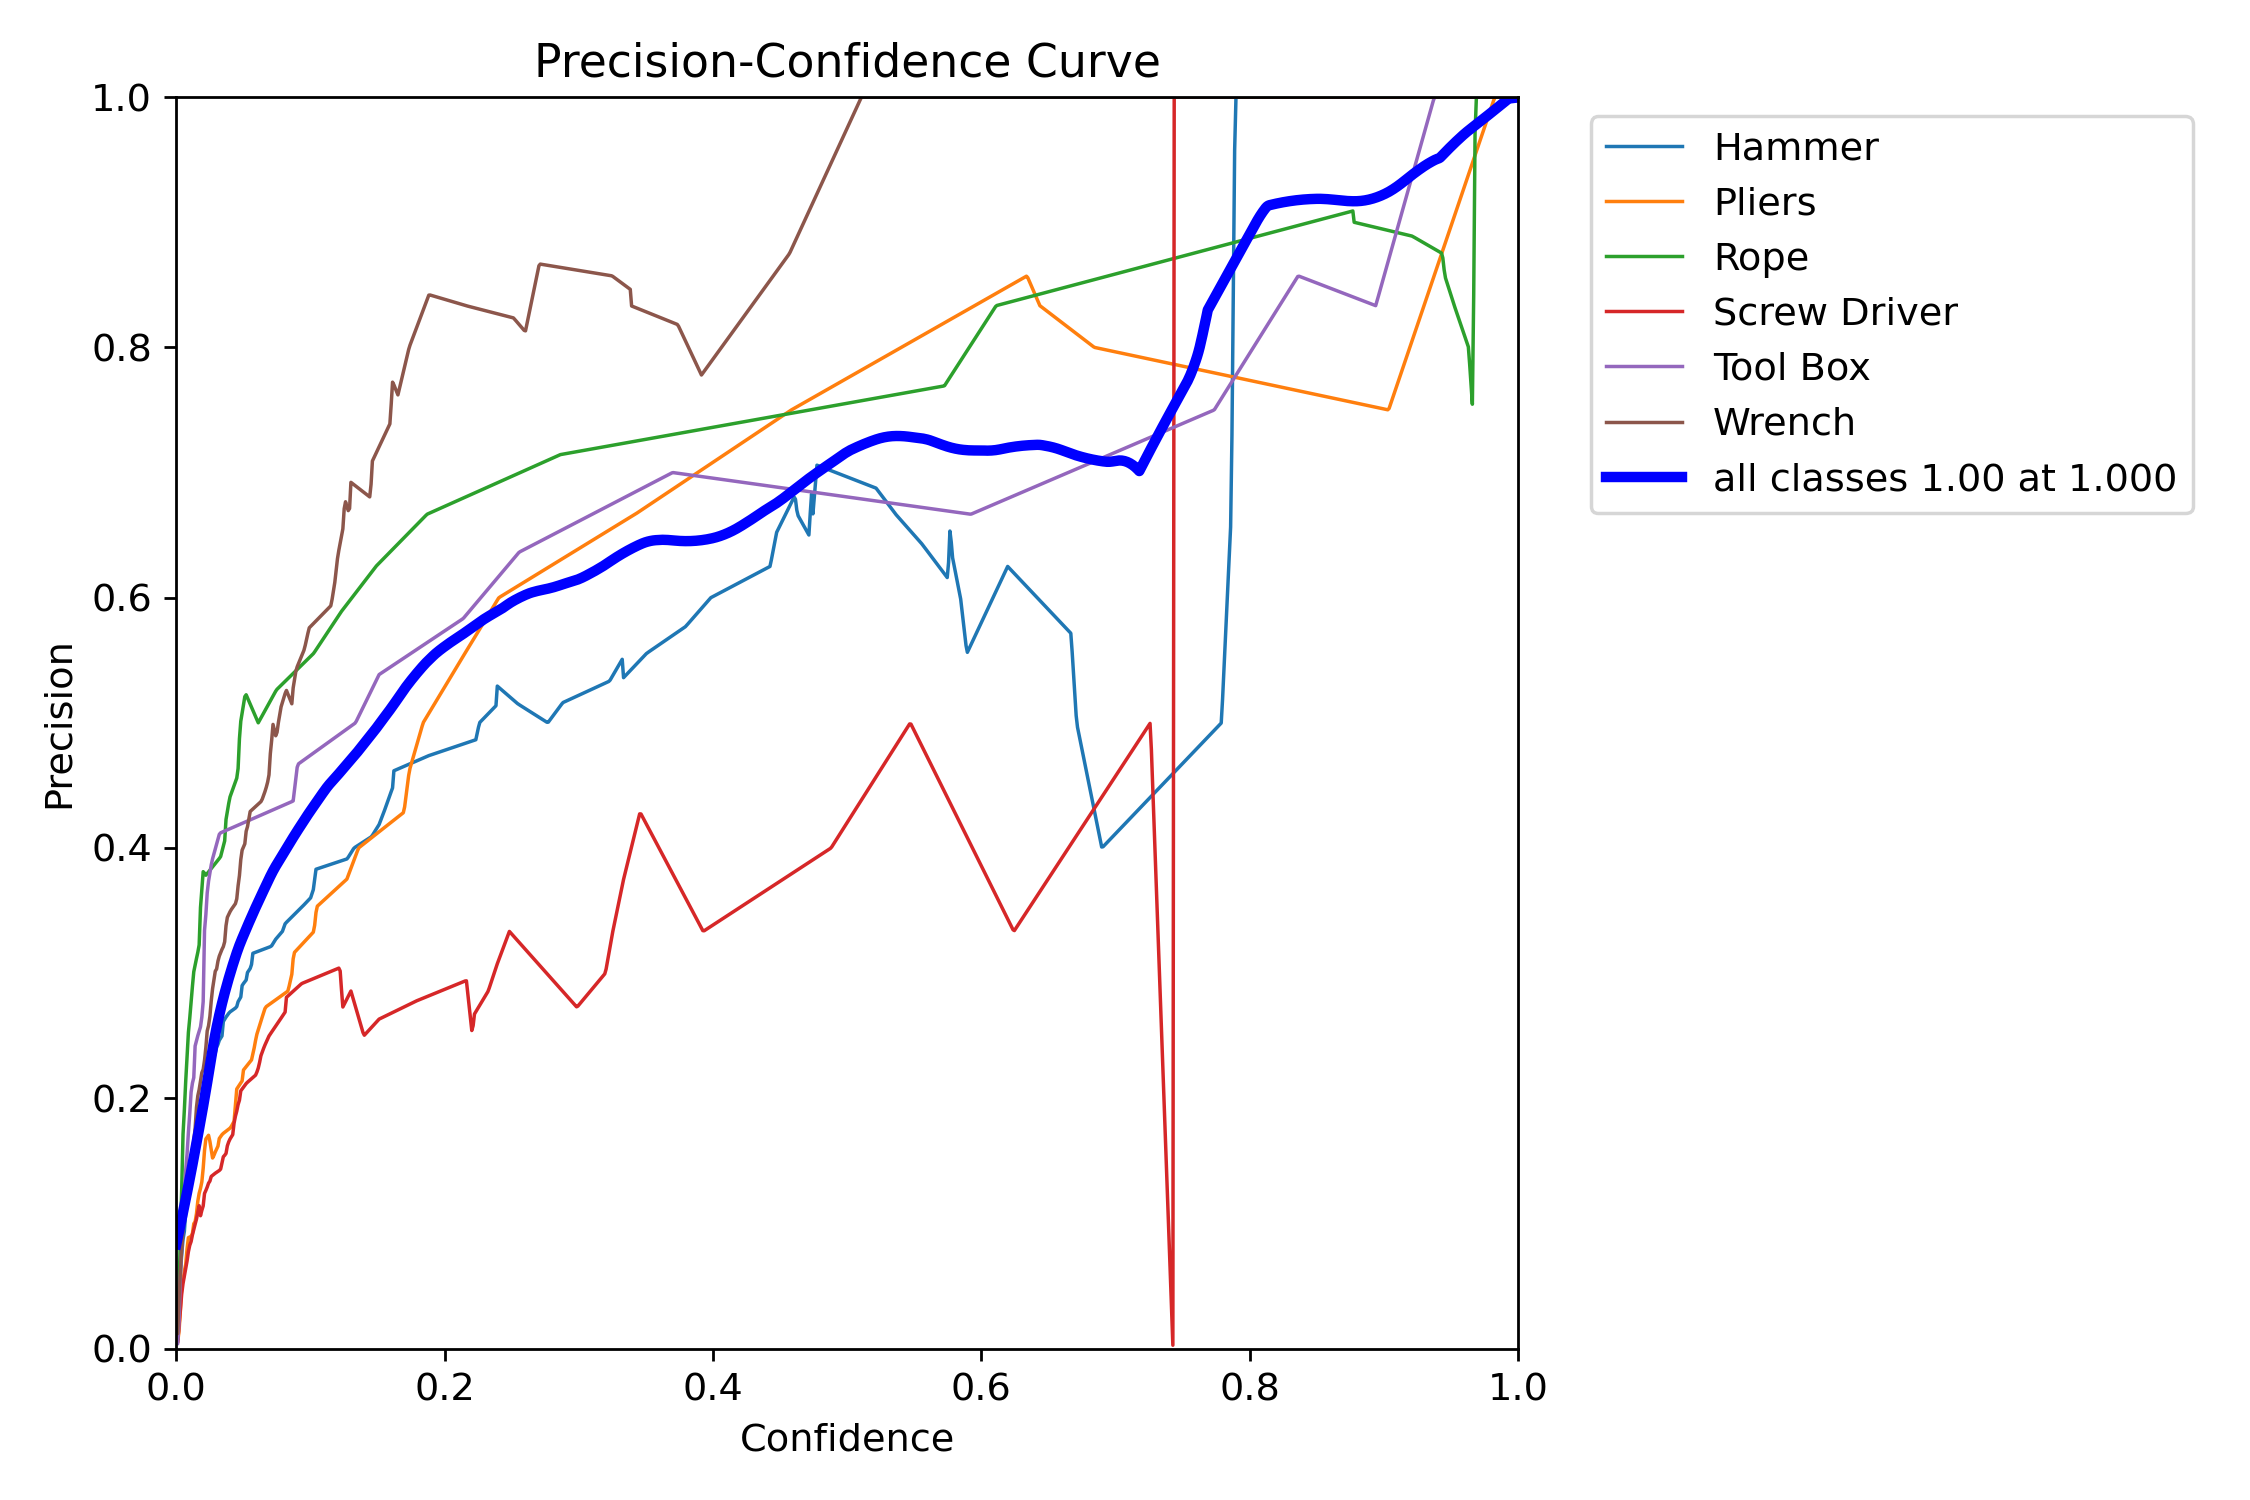 Precision-Confidence Curve
1.0
0.8
0.6
0.4
0.2
0.0
Precision
0.0 0.2 0.4 0.6 0.8 1.0
Confidence
Hammer
Pliers
Rope
Screw Driver
Tool Box
Wrench
all classes 1.00 at 1.000